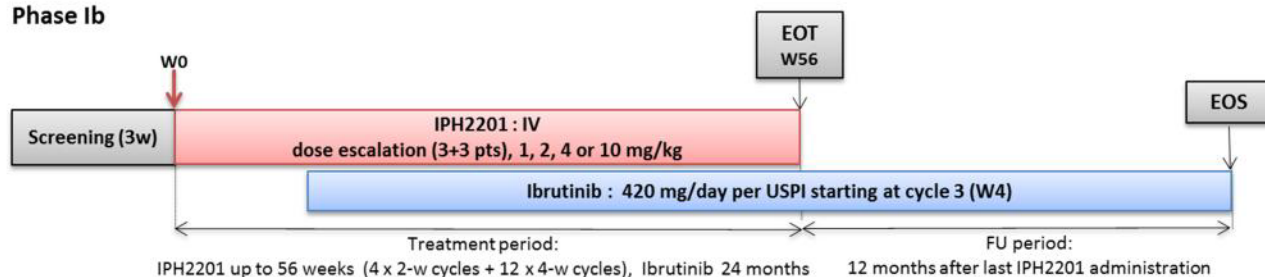 Phase Ib
W0
EOT
W56
EOS
Screening (3w)
IPH2201 : IV
dose escalation (3+3 pts), 1, 2, 4 or 10 mg/kg
Ibrutinib : 420 mg/day per USPI starting at cycle 3 (W4)
Treatment period:
IPH2201 up to 56 weeks (4 x 2-w cycles + 12 x 4-w cycles), Ibrutinib 24 months
FU period:
12 months after last IPH2201 administration